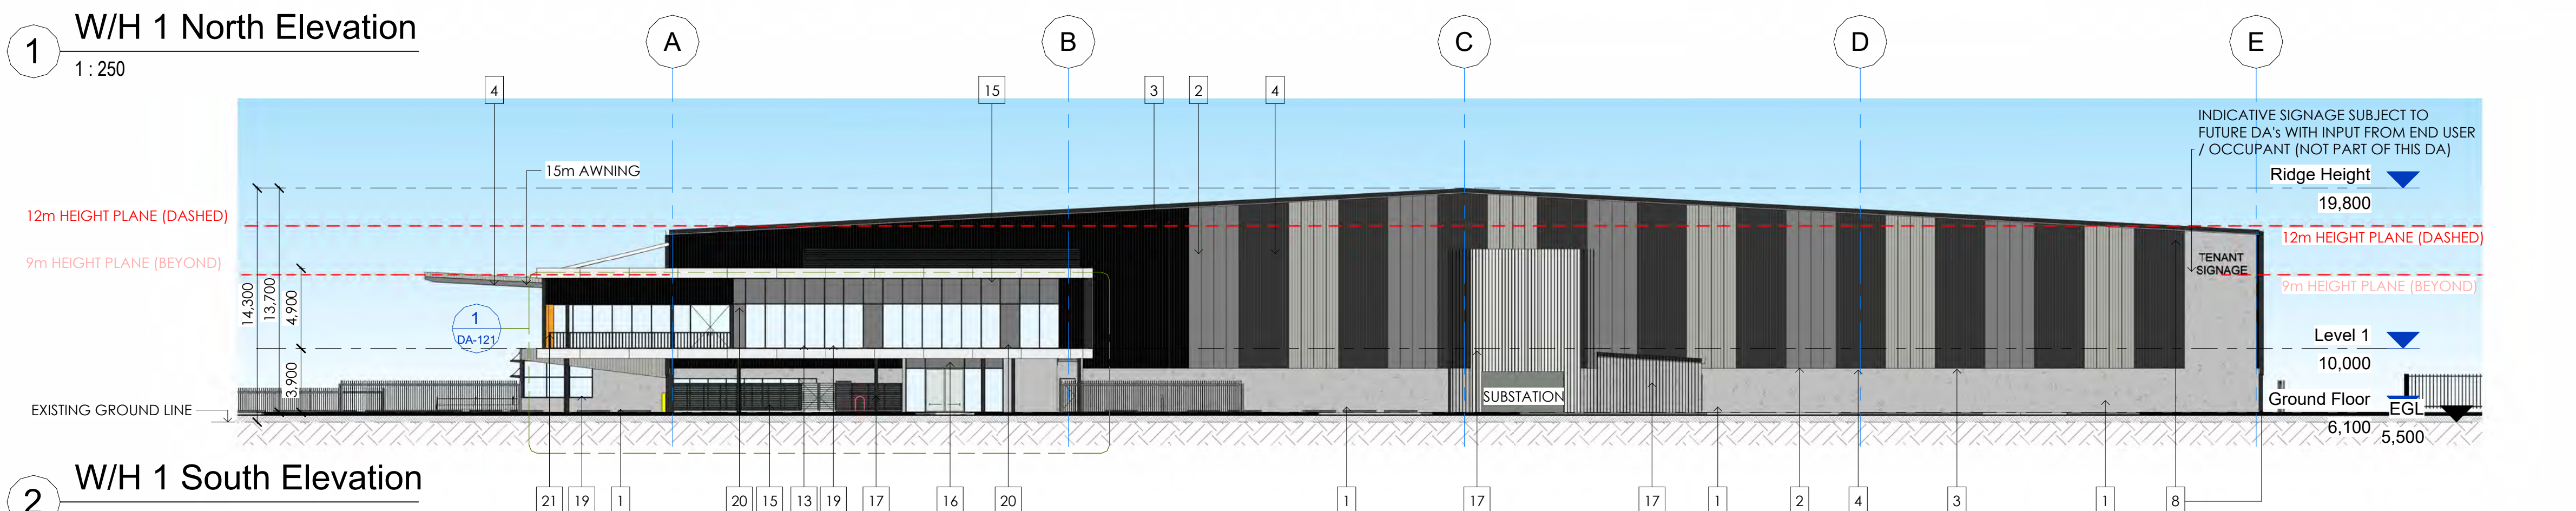 1
W/H 1 North Elevation
1 : 250
A
B
C
D
E
4
15
3
2
4
INDICATIVE SIGNAGE SUBJECT TO
FUTURE DA's WITH INPUT FROM END USER
/ OCCUPANT (NOT PART OF THIS DA)
15m AWNING
Ridge Height
19,800
12m HEIGHT PLANE (DASHED)
12m HEIGHT PLANE (DASHED)
9m HEIGHT PLANE (BEYOND)
9m HEIGHT PLANE (BEYOND)
TENANT
SIGNAGE
14,300
13,700
4,900
3,900
1
DA-121
Level 1
10,000
SUBSTATION
EXISTING GROUND LINE
Ground Floor
6,100
EGL
5,500
2
W/H 1 South Elevation
21
19
1
20
15
13
19
17
16
20
1
17
17
1
2
4
3
1
8